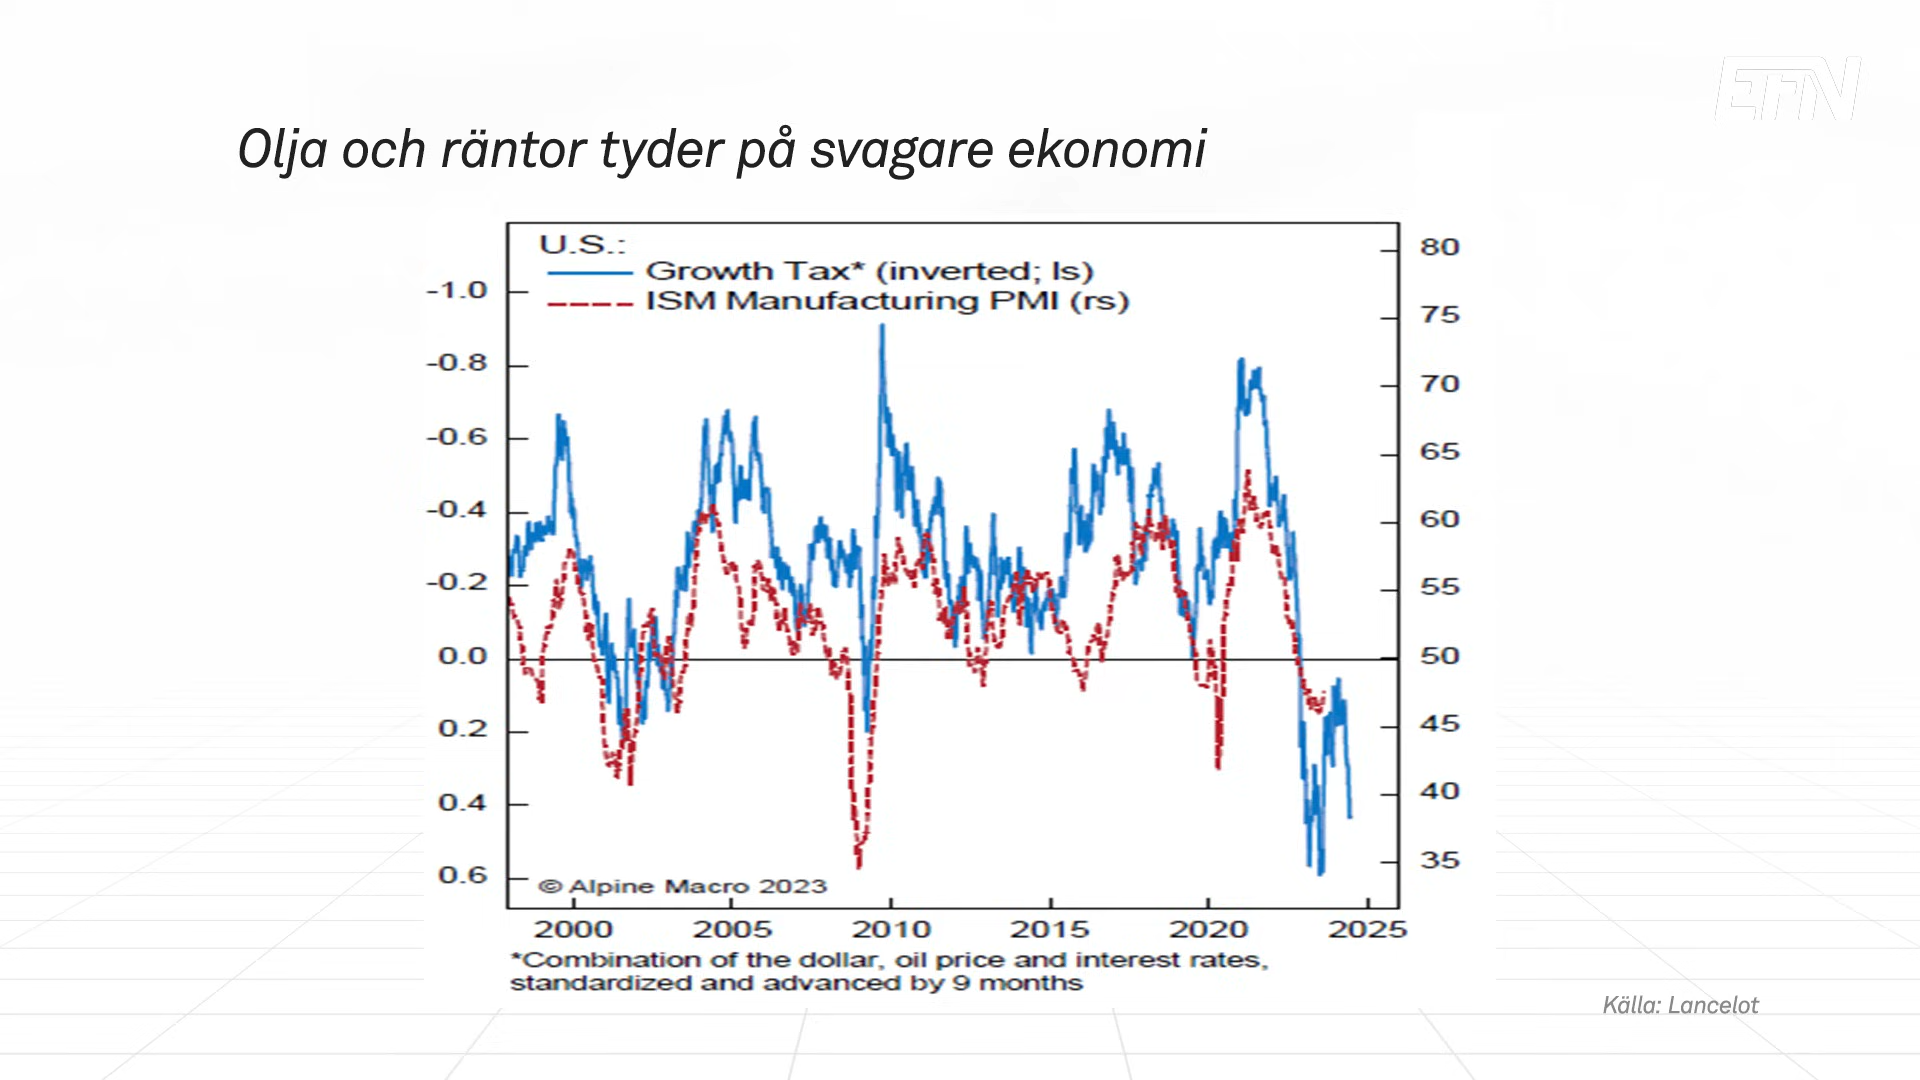 ETFN
Olja och räntor tyder på svagare ekonomi
U.S.:
Growth Tax* (inverted; ls)
ISM Manufacturing PMI (rs)
-1.0
-0.8
-0.6
-0.4
-0.2
0.0
0.2
0.4
0.6
80
75
70
65
60
55
50
45
40
35
© Alpine Macro 2023
2000 2005 2010 2015 2020 2025
*Combination of the dollar, oil price and interest rates,
standardized and advanced by 9 months
Källa: Lancelot